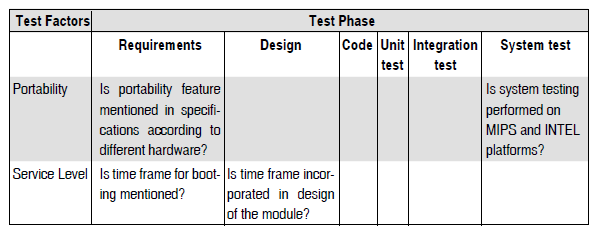 Test Factors Test Phase
Requirements Design Code Unit test Integration test System test
Portability Is portability feature mentioned in specifi-cations according to different hardware? Is system testing performed on MIPS and INTEL platforms?
Service Level Is time frame for boot-ing mentioned? Is time frame incor-porated in design of the module?